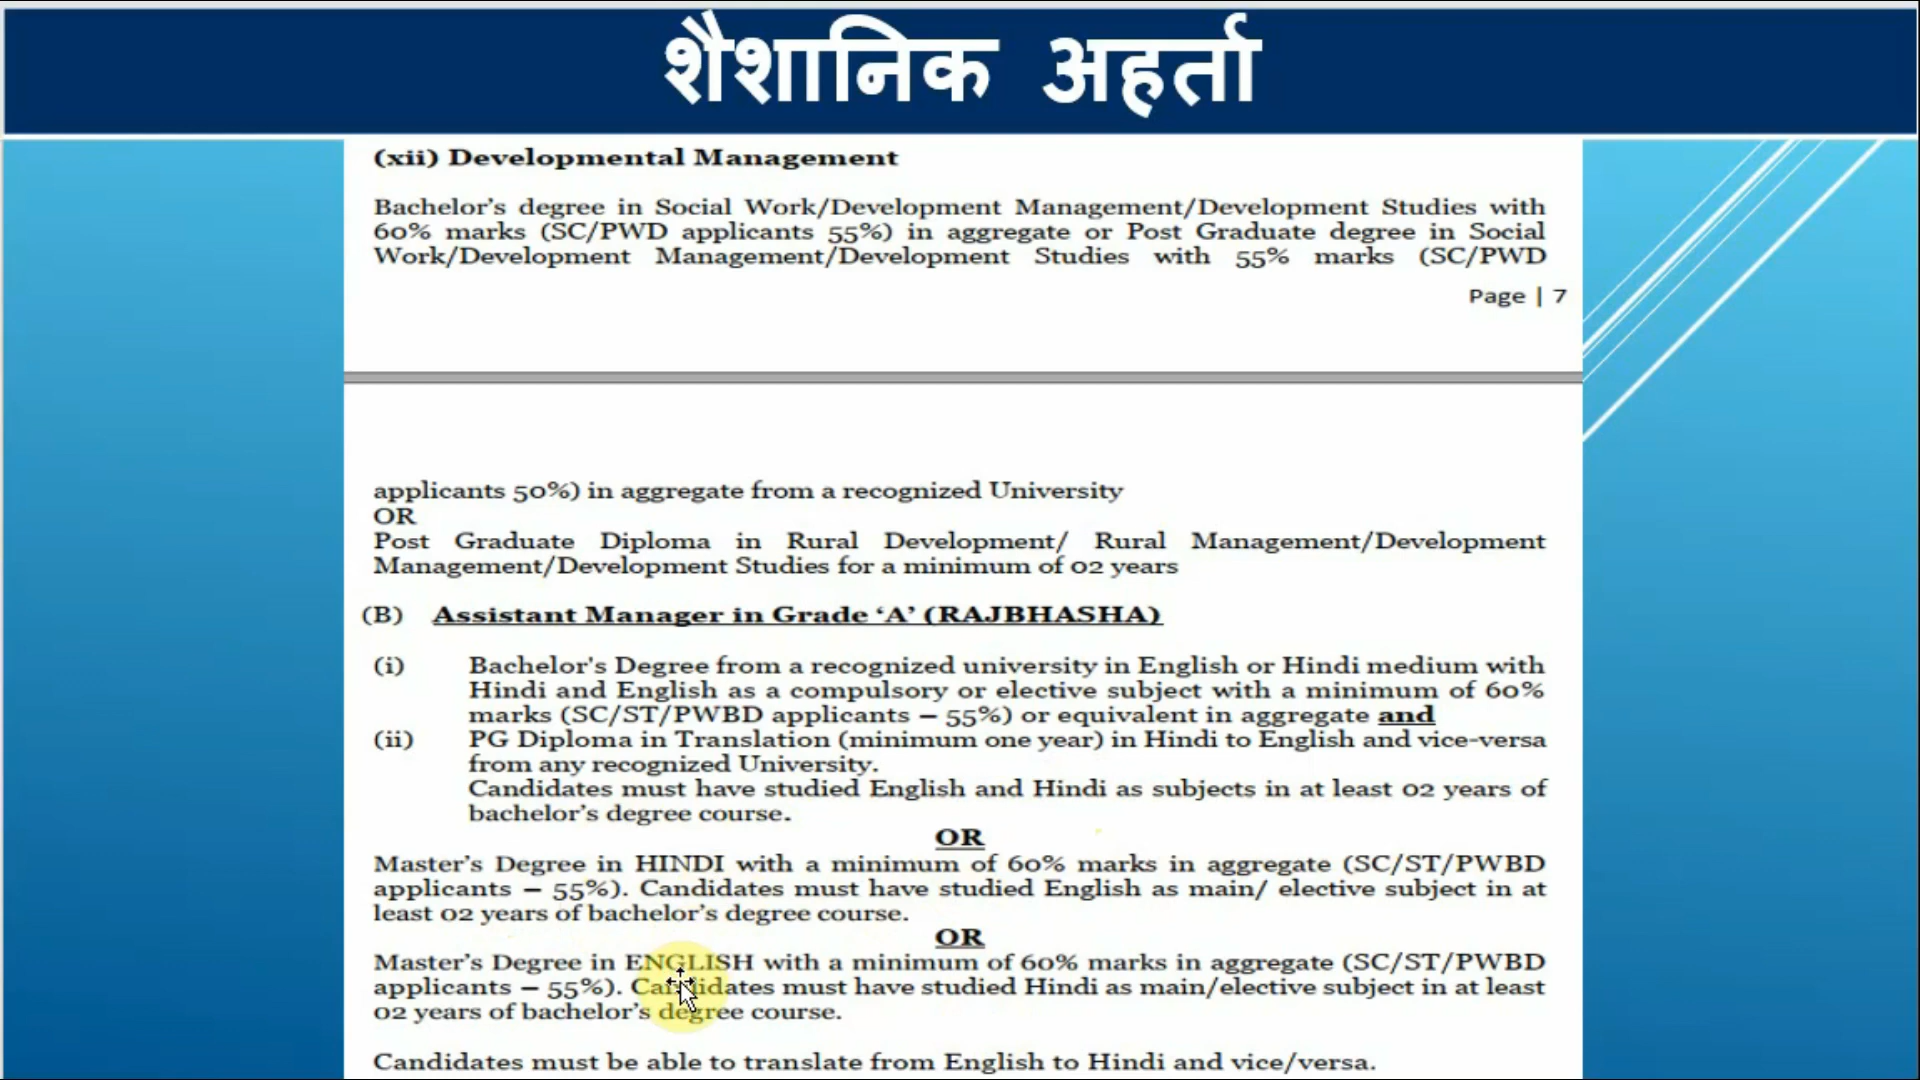 शैशानिक अहर्ता
(xii) Developmental Management
Bachelor's degree in Social Work/Development Management/Development Studies with
60% marks (SC/PWD applicants 55%) in aggregate or Post Graduate degree in Social
Work/Development Management/Development Studies with 55% marks (SC/PWD
Page | 7
applicants 50%) in aggregate from a recognized University
OR
Post Graduate Diploma in Rural Development/ Rural Management/Development
Management/Development Studies for a minimum of 02 years
(B) Assistant Manager in Grade ‘A’ (RAJBHASHA)
(i) Bachelor's Degree from a recognized university in English or Hindi medium with
Hindi and English as a compulsory or elective subject with a minimum of 60%
marks (SC/ST/PWBD applicants – 55%) or equivalent in aggregate and
(ii) PG Diploma in Translation (minimum one year) in Hindi to English and vice-versa
from any recognized University.
Candidates must have studied English and Hindi as subjects in at least 02 years of
bachelor's degree course.
OR
Master's Degree in HINDI with a minimum of 60% marks in aggregate (SC/ST/PWBD
applicants – 55%). Candidates must have studied English as main/ elective subject in at
least 02 years of bachelor's degree course.
OR
Master's Degree in ENGLISH with a minimum of 60% marks in aggregate (SC/ST/PWBD
applicants – 55%). Candidates must have studied Hindi as main/elective subject in at least
02 years of bachelor's degree course.
Candidates must be able to translate from English to Hindi and vice/versa.